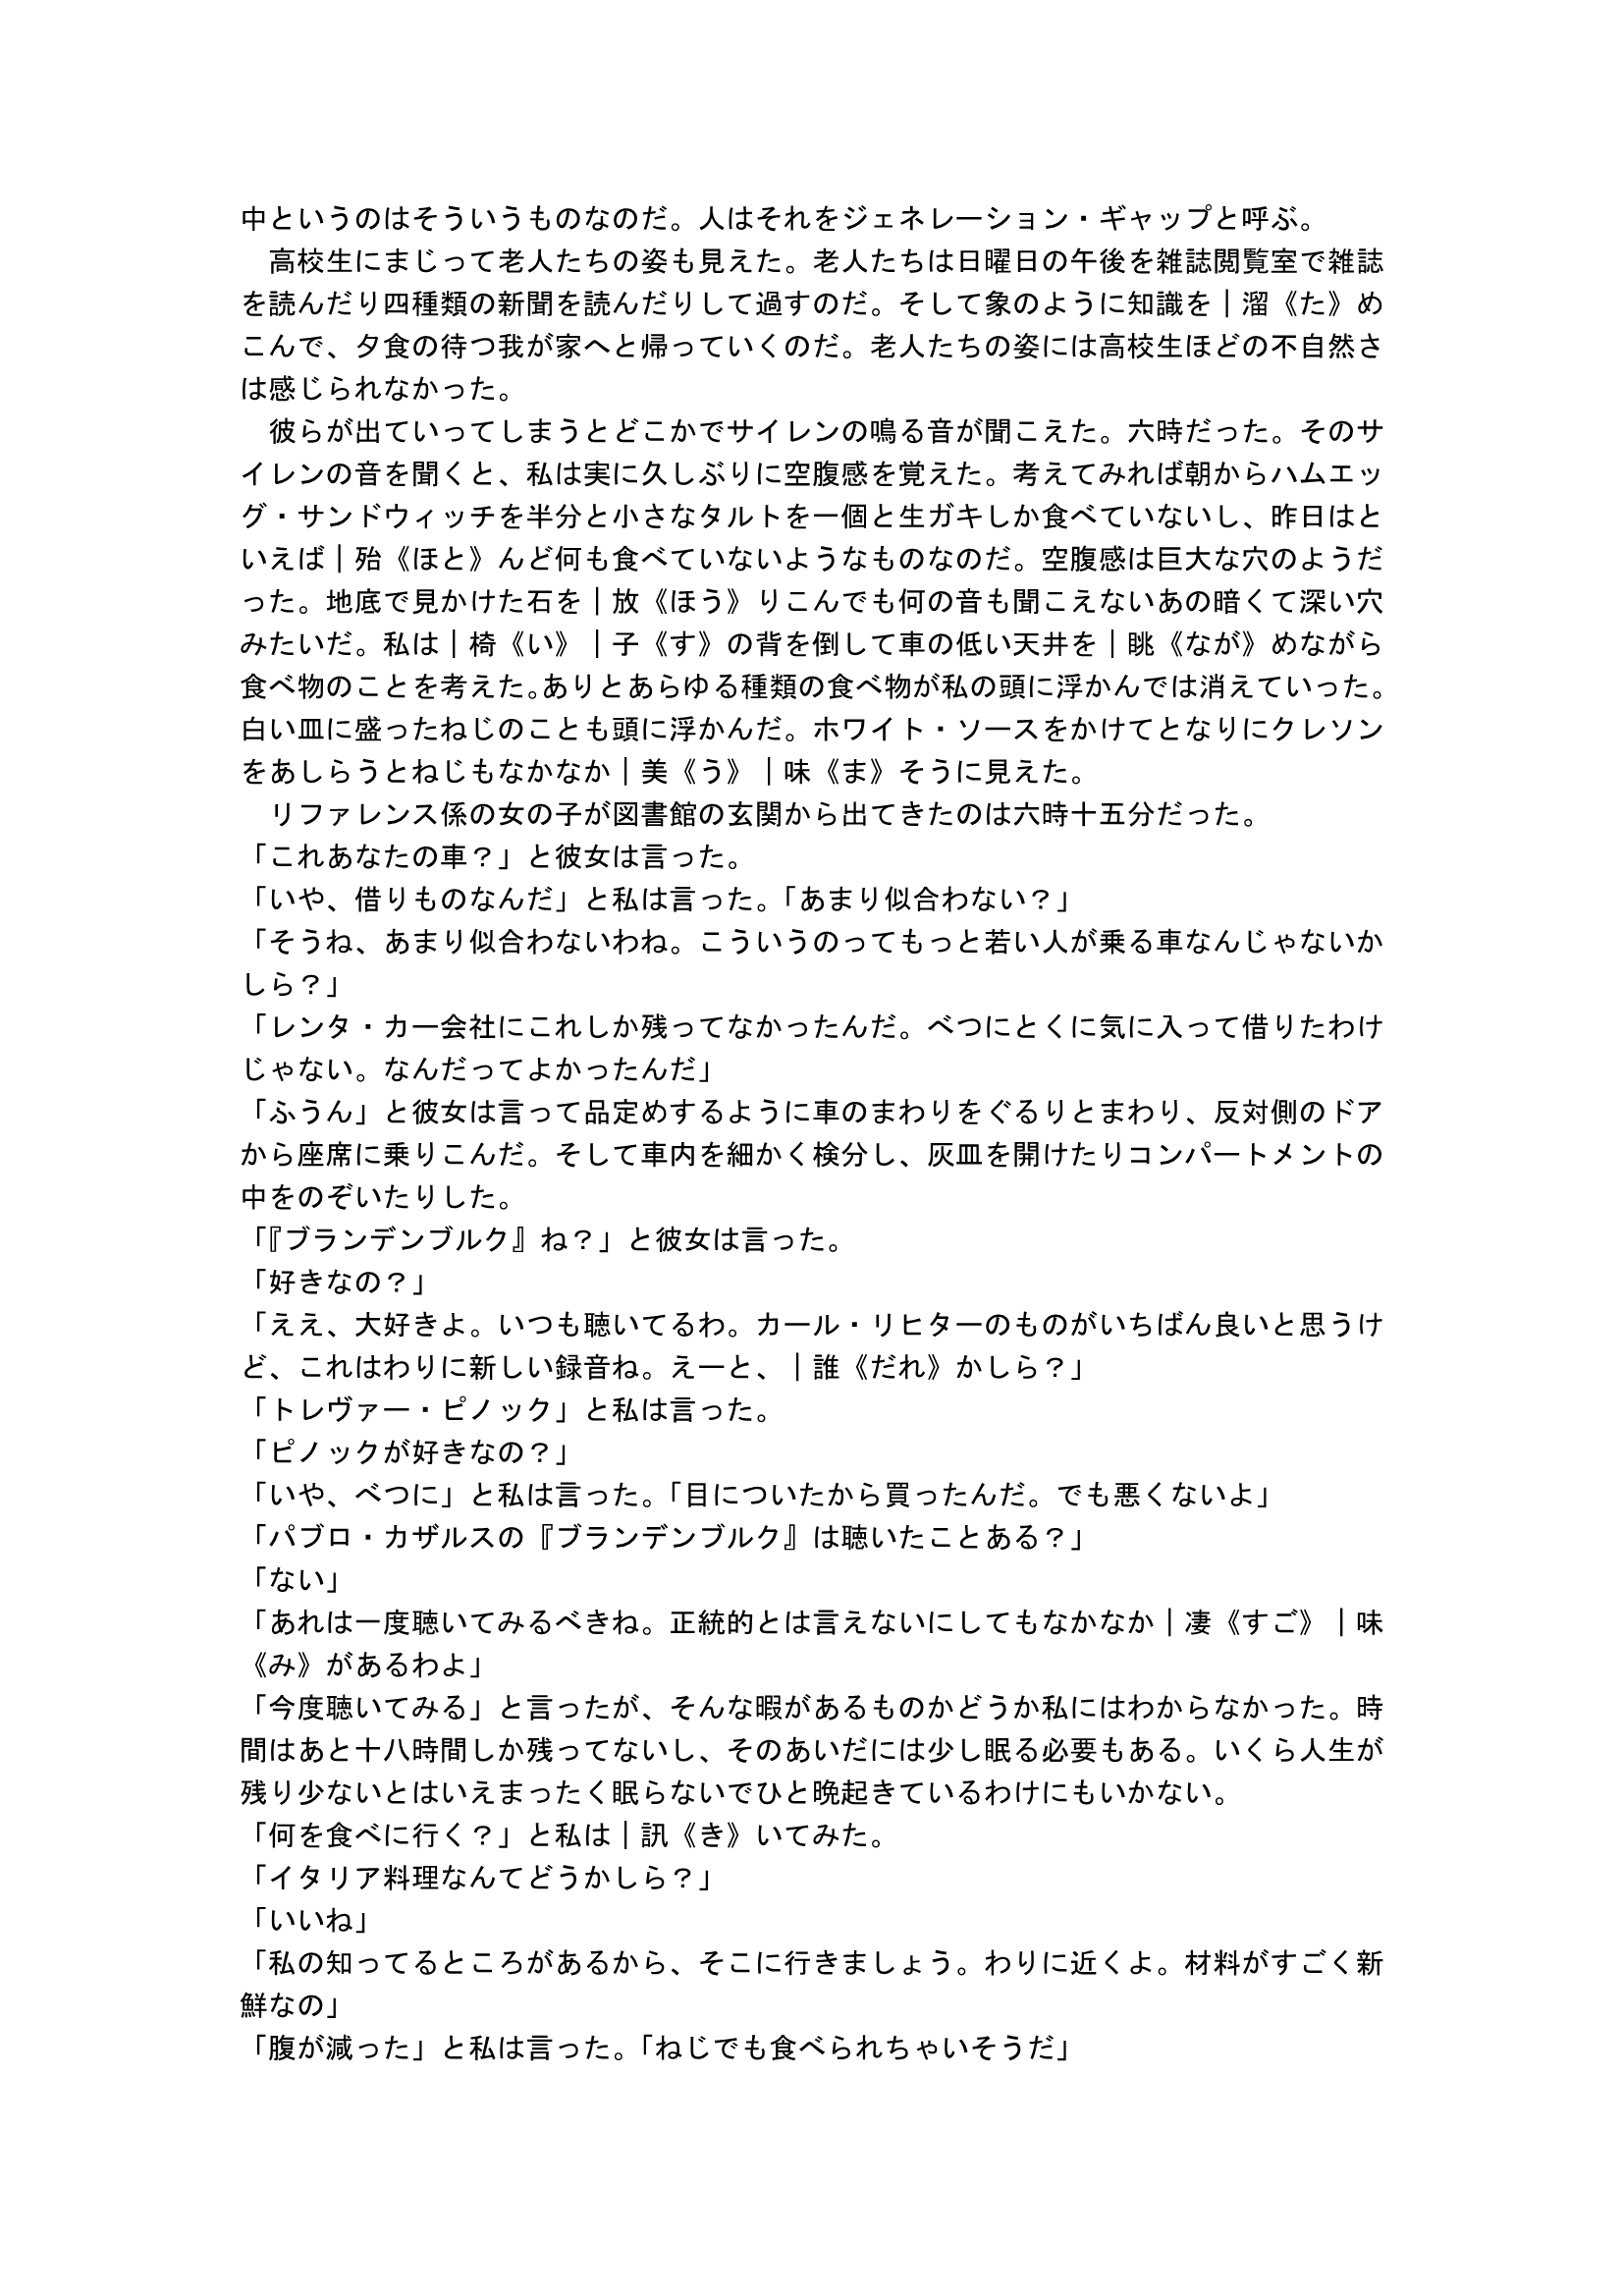 中というのはそういうものなのだ。人はそれをジェネレーション・ギャップと呼ぶ。
　高校生にまじって老人たちの姿も見えた。老人たちは日曜日の午後を雑誌閲覧室で雑誌
を読んだり四種類の新聞を読んだりして過すのだ。そして象のように知識を｜溜《た》め
こんで、夕食の待つ我が家へと帰っていくのだ。老人たちの姿には高校生ほどの不自然さ
は感じられなかった。
　彼らが出ていってしまうとどこかでサイレンの鳴る音が聞こえた。六時だった。そのサ
イレンの音を聞くと、私は実に久しぶりに空腹感を覚えた。考えてみれば朝からハムエッ
グ・サンドウィッチを半分と小さなタルトを一個と生ガキしか食べていないし、昨日はと
いえば｜殆《ほと》んど何も食べていないようなものなのだ。空腹感は巨大な穴のようだ
った。地底で見かけた石を｜放《ほう》りこんでも何の音も聞こえないあの暗くて深い穴
みたいだ。私は｜椅《い》｜子《す》の背を倒して車の低い天井を｜眺《なが》めながら
食べ物のことを考えた。ありとあらゆる種類の食べ物が私の頭に浮かんでは消えていった。
白い皿に盛ったねじのことも頭に浮かんだ。ホワイト・ソースをかけてとなりにクレソン
をあしらうとねじもなかなか｜美《う》｜味《ま》そうに見えた。
　リファレンス係の女の子が図書館の玄関から出てきたのは六時十五分だった。
「これあなたの車？」と彼女は言った。
「いや、借りものなんだ」と私は言った。「あまり似合わない？」
「そうね、あまり似合わないわね。こういうのってもっと若い人が乗る車なんじゃないか
しら？」
「レンタ・カー会社にこれしか残ってなかったんだ。べつにとくに気に入って借りたわけ
じゃない。なんだってよかったんだ」
「ふうん」と彼女は言って品定めするように車のまわりをぐるりとまわり、反対側のドア
から座席に乗りこんだ。そして車内を細かく検分し、灰皿を開けたりコンパートメントの
中をのぞいたりした。
「『ブランデンブルク』ね？」と彼女は言った。
「好きなの？」
「ええ、大好きよ。いつも聴いてるわ。カール・リヒターのものがいちばん良いと思うけ
ど、これはわりに新しい録音ね。えーと、｜誰《だれ》かしら？」
「トレヴァー・ピノック」と私は言った。
「ピノックが好きなの？」
「いや、べつに」と私は言った。「目についたから買ったんだ。でも悪くないよ」
「パブロ・カザルスの『ブランデンブルク』は聴いたことある？」
「ない」
「あれは一度聴いてみるべきね。正統的とは言えないにしてもなかなか｜凄《すご》｜味
《み》があるわよ」
「今度聴いてみる」と言ったが、そんな暇があるものかどうか私にはわからなかった。時
間はあと十八時間しか残ってないし、そのあいだには少し眠る必要もある。いくら人生が
残り少ないとはいえまったく眠らないでひと晩起きているわけにもいかない。
「何を食べに行く？」と私は｜訊《き》いてみた。
「イタリア料理なんてどうかしら？」
「いいね」
「私の知ってるところがあるから、そこに行きましょう。わりに近くよ。材料がすごく新
鮮なの」
「腹が減った」と私は言った。「ねじでも食べられちゃいそうだ」